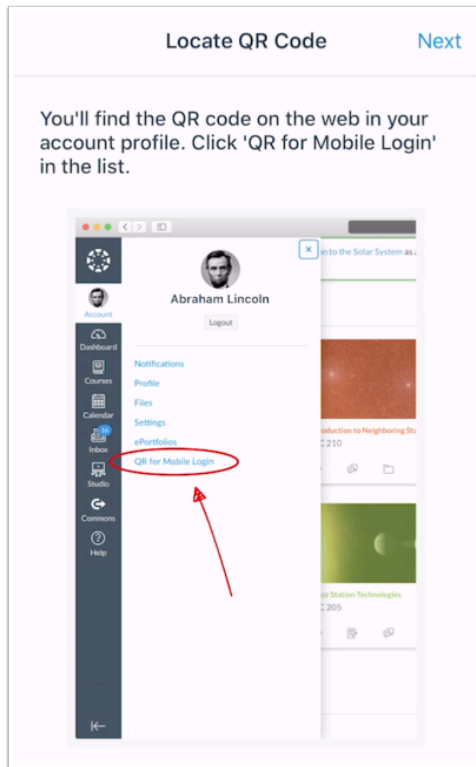 Locate QR Code
Next
You'll find the QR code on the web in your
account profile. Click 'QR for Mobile Login'
in the list.
Account
Dashboard
Courses
Calendar
16
Inbox
Studio
Commons
Help
Abraham Lincoln
Logout
Notifications
Profile
Files
Settings
ePortfolios
QR for Mobile Login
n to the Solar System as a
oduction to Neighboring Sta
C 210
ce Station Technologies
C 205